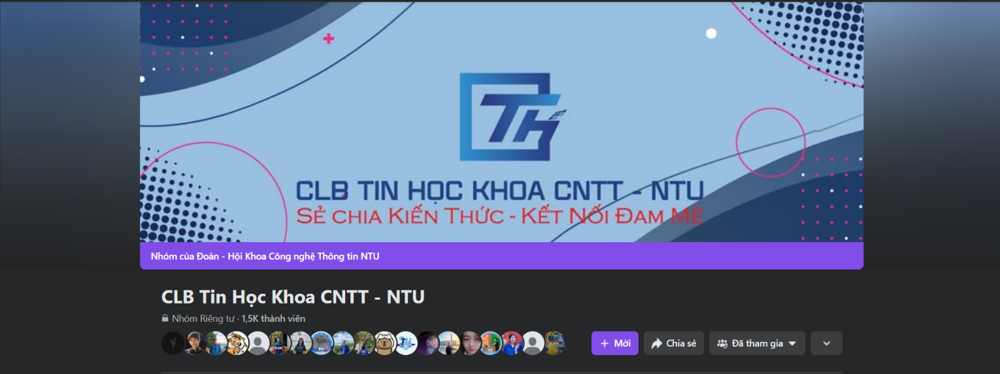 TH
CLB TIN HỌC KHOA CNTT - NTU
SẺ CHIA KIẾN THỨC - KẾT NỐI ĐAM MÊ
Nhóm của Đoàn - Hội Khoa Công nghệ Thông tin NTU
CLB Tin Học Khoa CNTT - NTU
Nhóm Riêng tư · 1,5K thành viên
+ Mời Chia sẻ Đã tham gia